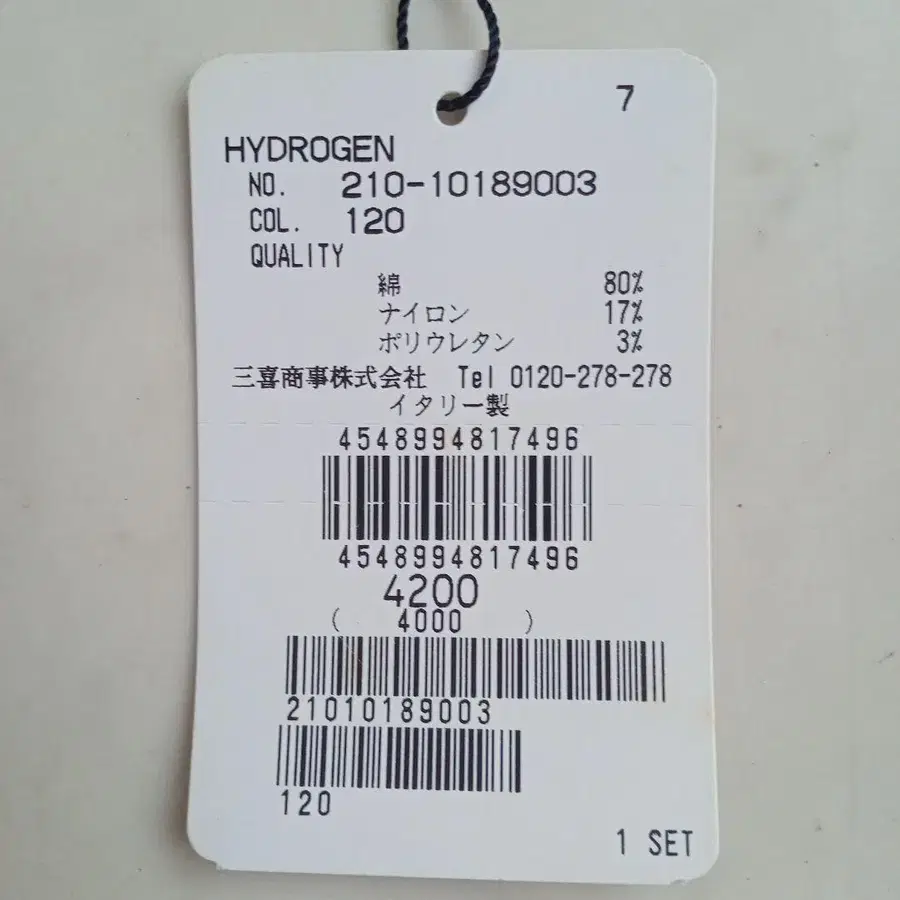 7
HYDROGEN
NO. 210-10189003
COL. 120
QUALITY
綿 80%
ナイロン 17%
ポリウレタン 3%
三喜商事株式会社 Tel 0120-278-278
イタリー製
4548994817496
4548994817496
4200
( 4000 )
21010189003
120
1 SET